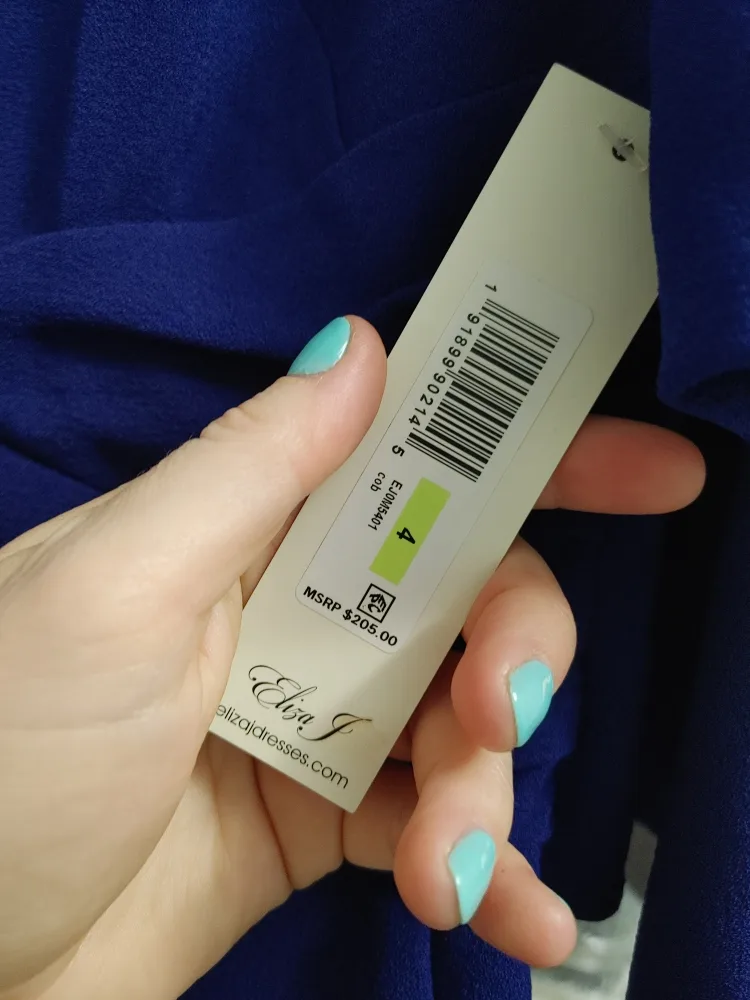 1 91899 90214 5
EJ0M5401
cob
4
MSRP $205.00
Eliza J
elizajdresses.com